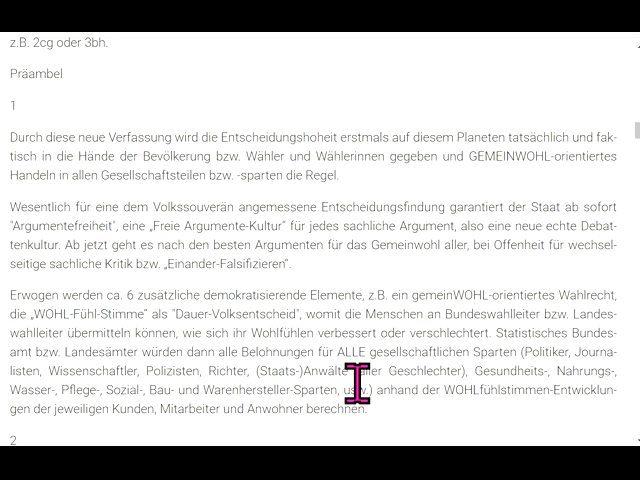 z.B. 2cg oder 3bh.
Präambel
1
Durch diese neue Verfassung wird die Entscheidungshoheit erstmals auf diesem Planeten tatsächlich und fak-
tisch in die Hände der Bevölkerung bzw. Wähler und Wählerinnen gegeben und GEMEINWOHL-orientiertes
Handeln in allen Gesellschaftsteilen bzw. -sparten die Regel.
Wesentlich für eine dem Volkssouverän angemessene Entscheidungsfindung garantiert der Staat ab sofort
"Argumentefreiheit", eine „Freie Argumente-Kultur“ für jedes sachliche Argument, also eine neue echte Debat-
tenkultur. Ab jetzt geht es nach den besten Argumenten für das Gemeinwohl aller, bei Offenheit für wechsel-
seitige sachliche Kritik bzw. „Einander-Falsifizieren“.
Erwogen werden ca. 6 zusätzliche demokratisierende Elemente, z.B. ein gemeinWOHL-orientiertes Wahlrecht,
die „WOHL-Fühl-Stimme“ als "Dauer-Volksentscheid", womit die Menschen an Bundeswahlleiter bzw. Landes-
wahlleiter übermitteln können, wie sich ihr Wohlfühlen verbessert oder verschlechtert. Statistisches Bundes-
amt bzw. Landesämter würden dann alle Belohnungen für ALLE gesellschaftlichen Sparten (Politiker, Journa-
listen, Wissenschaftler, Polizisten, Richter, (Staats-)Anwälte aller Geschlechter), Gesundheits-, Nahrungs-,
Wasser-, Pflege-, Sozial-, Bau- und Warenhersteller-Sparten, usw.) anhand der WOHLfühlstimmen-Entwicklun-
gen der jeweiligen Kunden, Mitarbeiter und Anwohner berechnen.
2